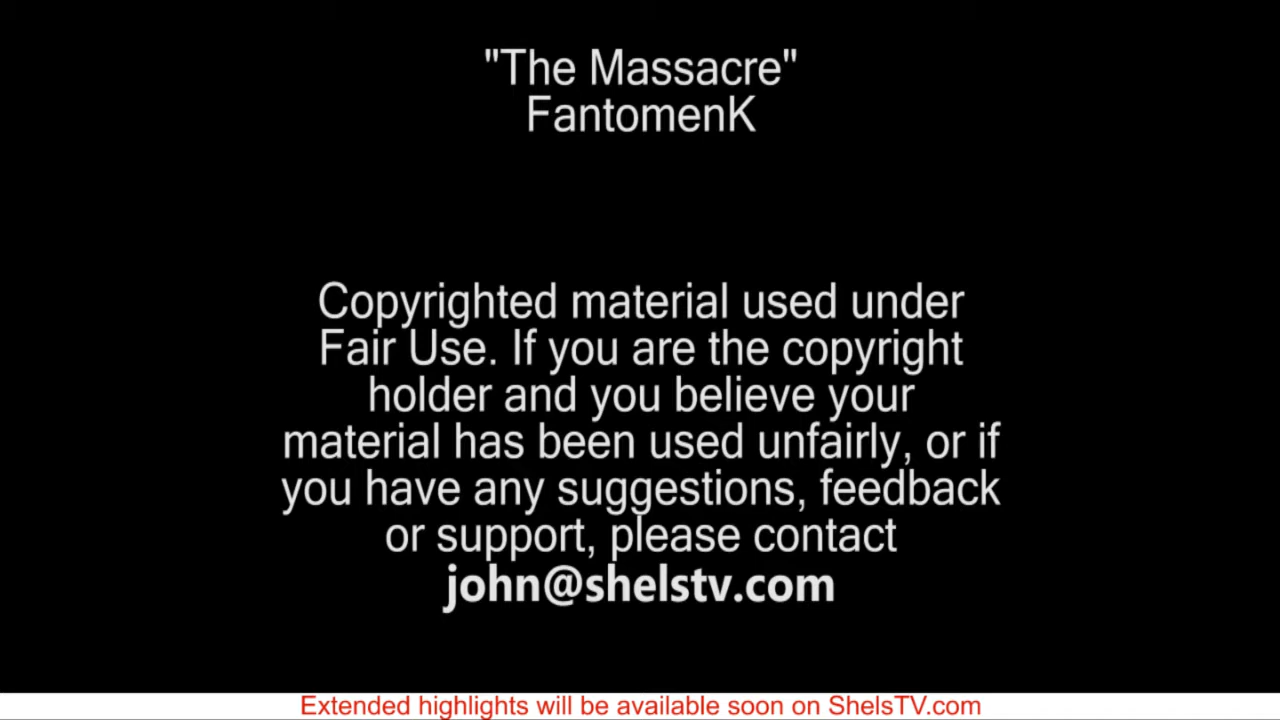 "The Massacre"
FantomenK
Copyrighted material used under
Fair Use. If you are the copyright
holder and you believe your
material has been used unfairly, or if
you have any suggestions, feedback
or support, please contact
john@shelstv.com
Extended highlights will be available soon on ShelsTV.com